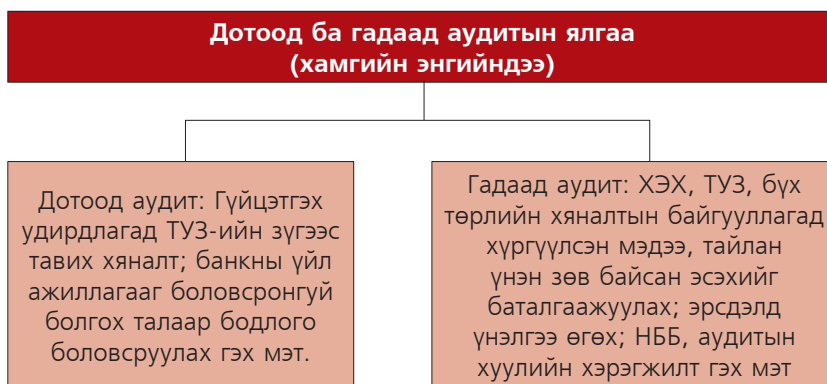 Дотоод ба гадаад аудитын ялгаа
(хамгийн энгийндээ)
Дотоод аудит: Гүйцэтгэх
удирдлагад ТУЗ-ийн зүгээс
тавих хяналт; банкны үйл
ажиллагааг боловсронгуй
болгох талаар бодлого
боловсруулах гэх мэт.
Гадаад аудит: ХЭХ, ТУЗ, бүх
төрлийн хяналтын байгууллагад
хүргүүлсэн мэдээ, тайлан
үнэн зөв байсан эсэхийг
баталгаажуулах; эрсдэлд
үнэлгээ өгөх; НББ, аудитын
хуулийн хэрэгжилт гэх мэт